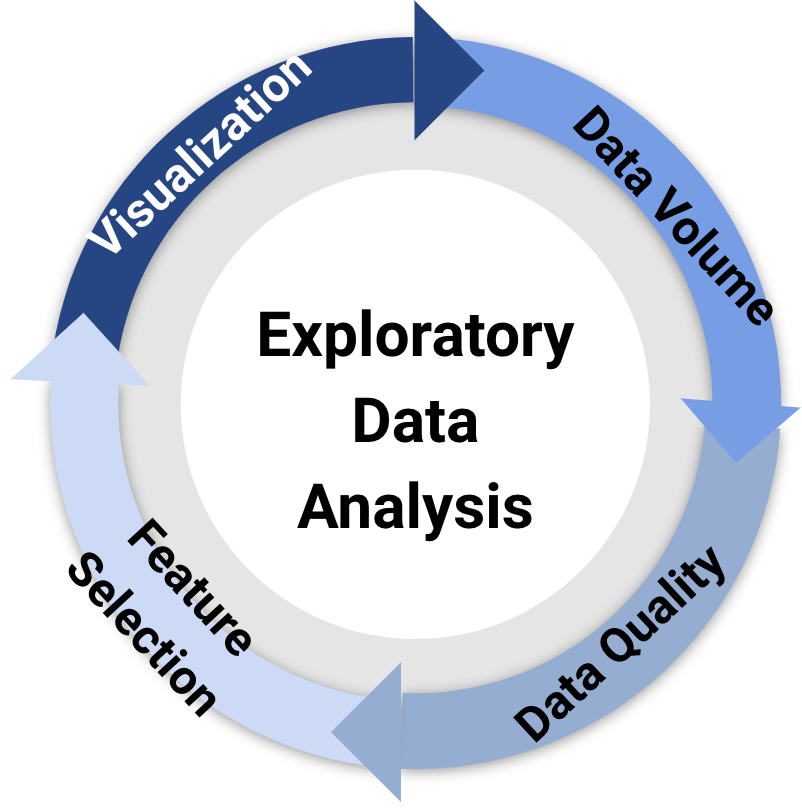 Visualization
Data Volume
Exploratory
Data
Analysis
Data Quality
Feature
Selection